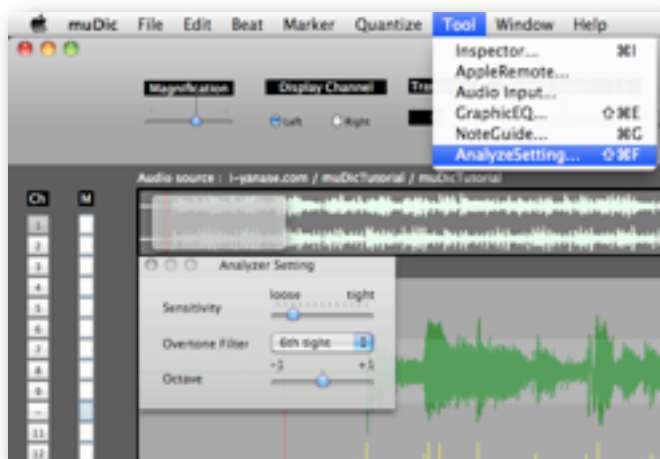 muDic File Edit Beat Marker Quantize Tool Window Help
Inspector... ⌘I
AppleRemote...
Audio Input...
GraphicEQ... ⇧⌘E
NoteGuide... ⌘G
AnalyzeSetting... ⇧⌘F
Magnification Display Channel
Left Right
Audio source : i-yanase.com / muDicTutorial / muDicTutorial
Ch M
1
2
3
4
5
6
7
8
9
-
11
12
Analyzer Setting
loose tight
Sensitivity
Overtone Filter 6th tight
-1 +1
Octave